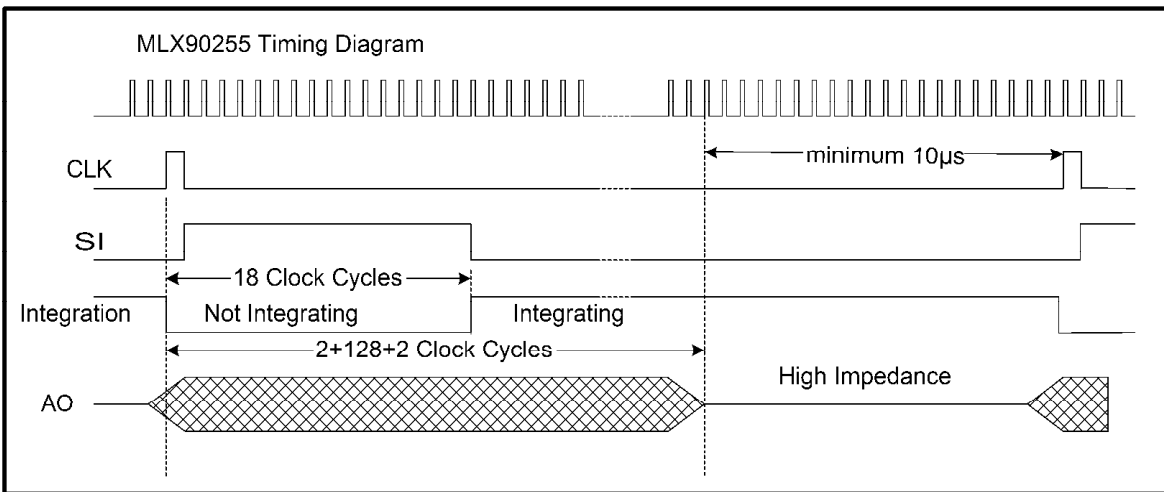 MLX90255 Timing Diagram
minimum 10µs
CLK
SI
18 Clock Cycles
Integration
Not Integrating
Integrating
2+128+2 Clock Cycles
High Impedance
AO